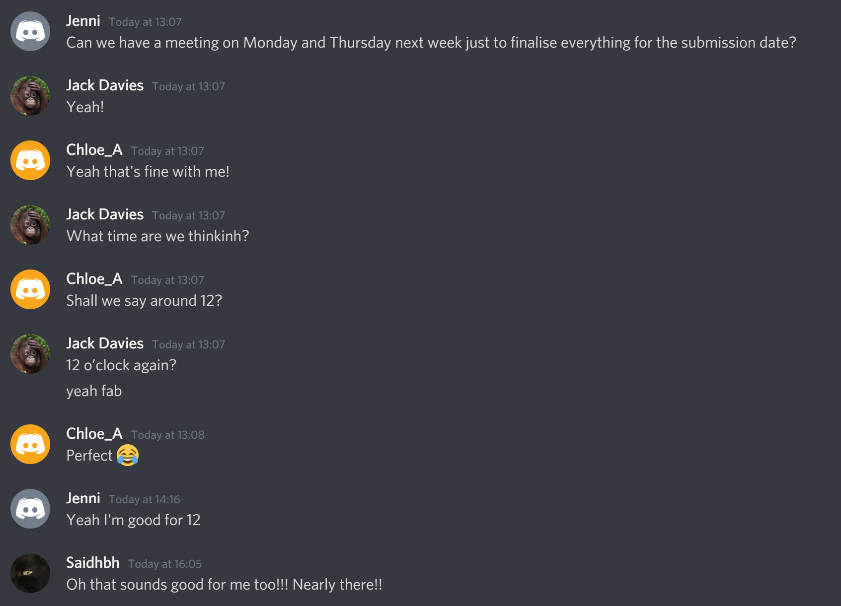 Jenni Today at 13:07
Can we have a meeting on Monday and Thursday next week just to finalise everything for the submission date?
Jack Davies Today at 13:07
Yeah!
Chloe_A Today at 13:07
Yeah that's fine with me!
Jack Davies Today at 13:07
What time are we thinkinh?
Chloe_A Today at 13:07
Shall we say around 12?
Jack Davies Today at 13:07
12 o'clock again?
yeah fab
Chloe_A Today at 13:08
Perfect 😂
Jenni Today at 14:16
Yeah I'm good for 12
Saidhbh Today at 16:05
Oh that sounds good for me too!!! Nearly there!!